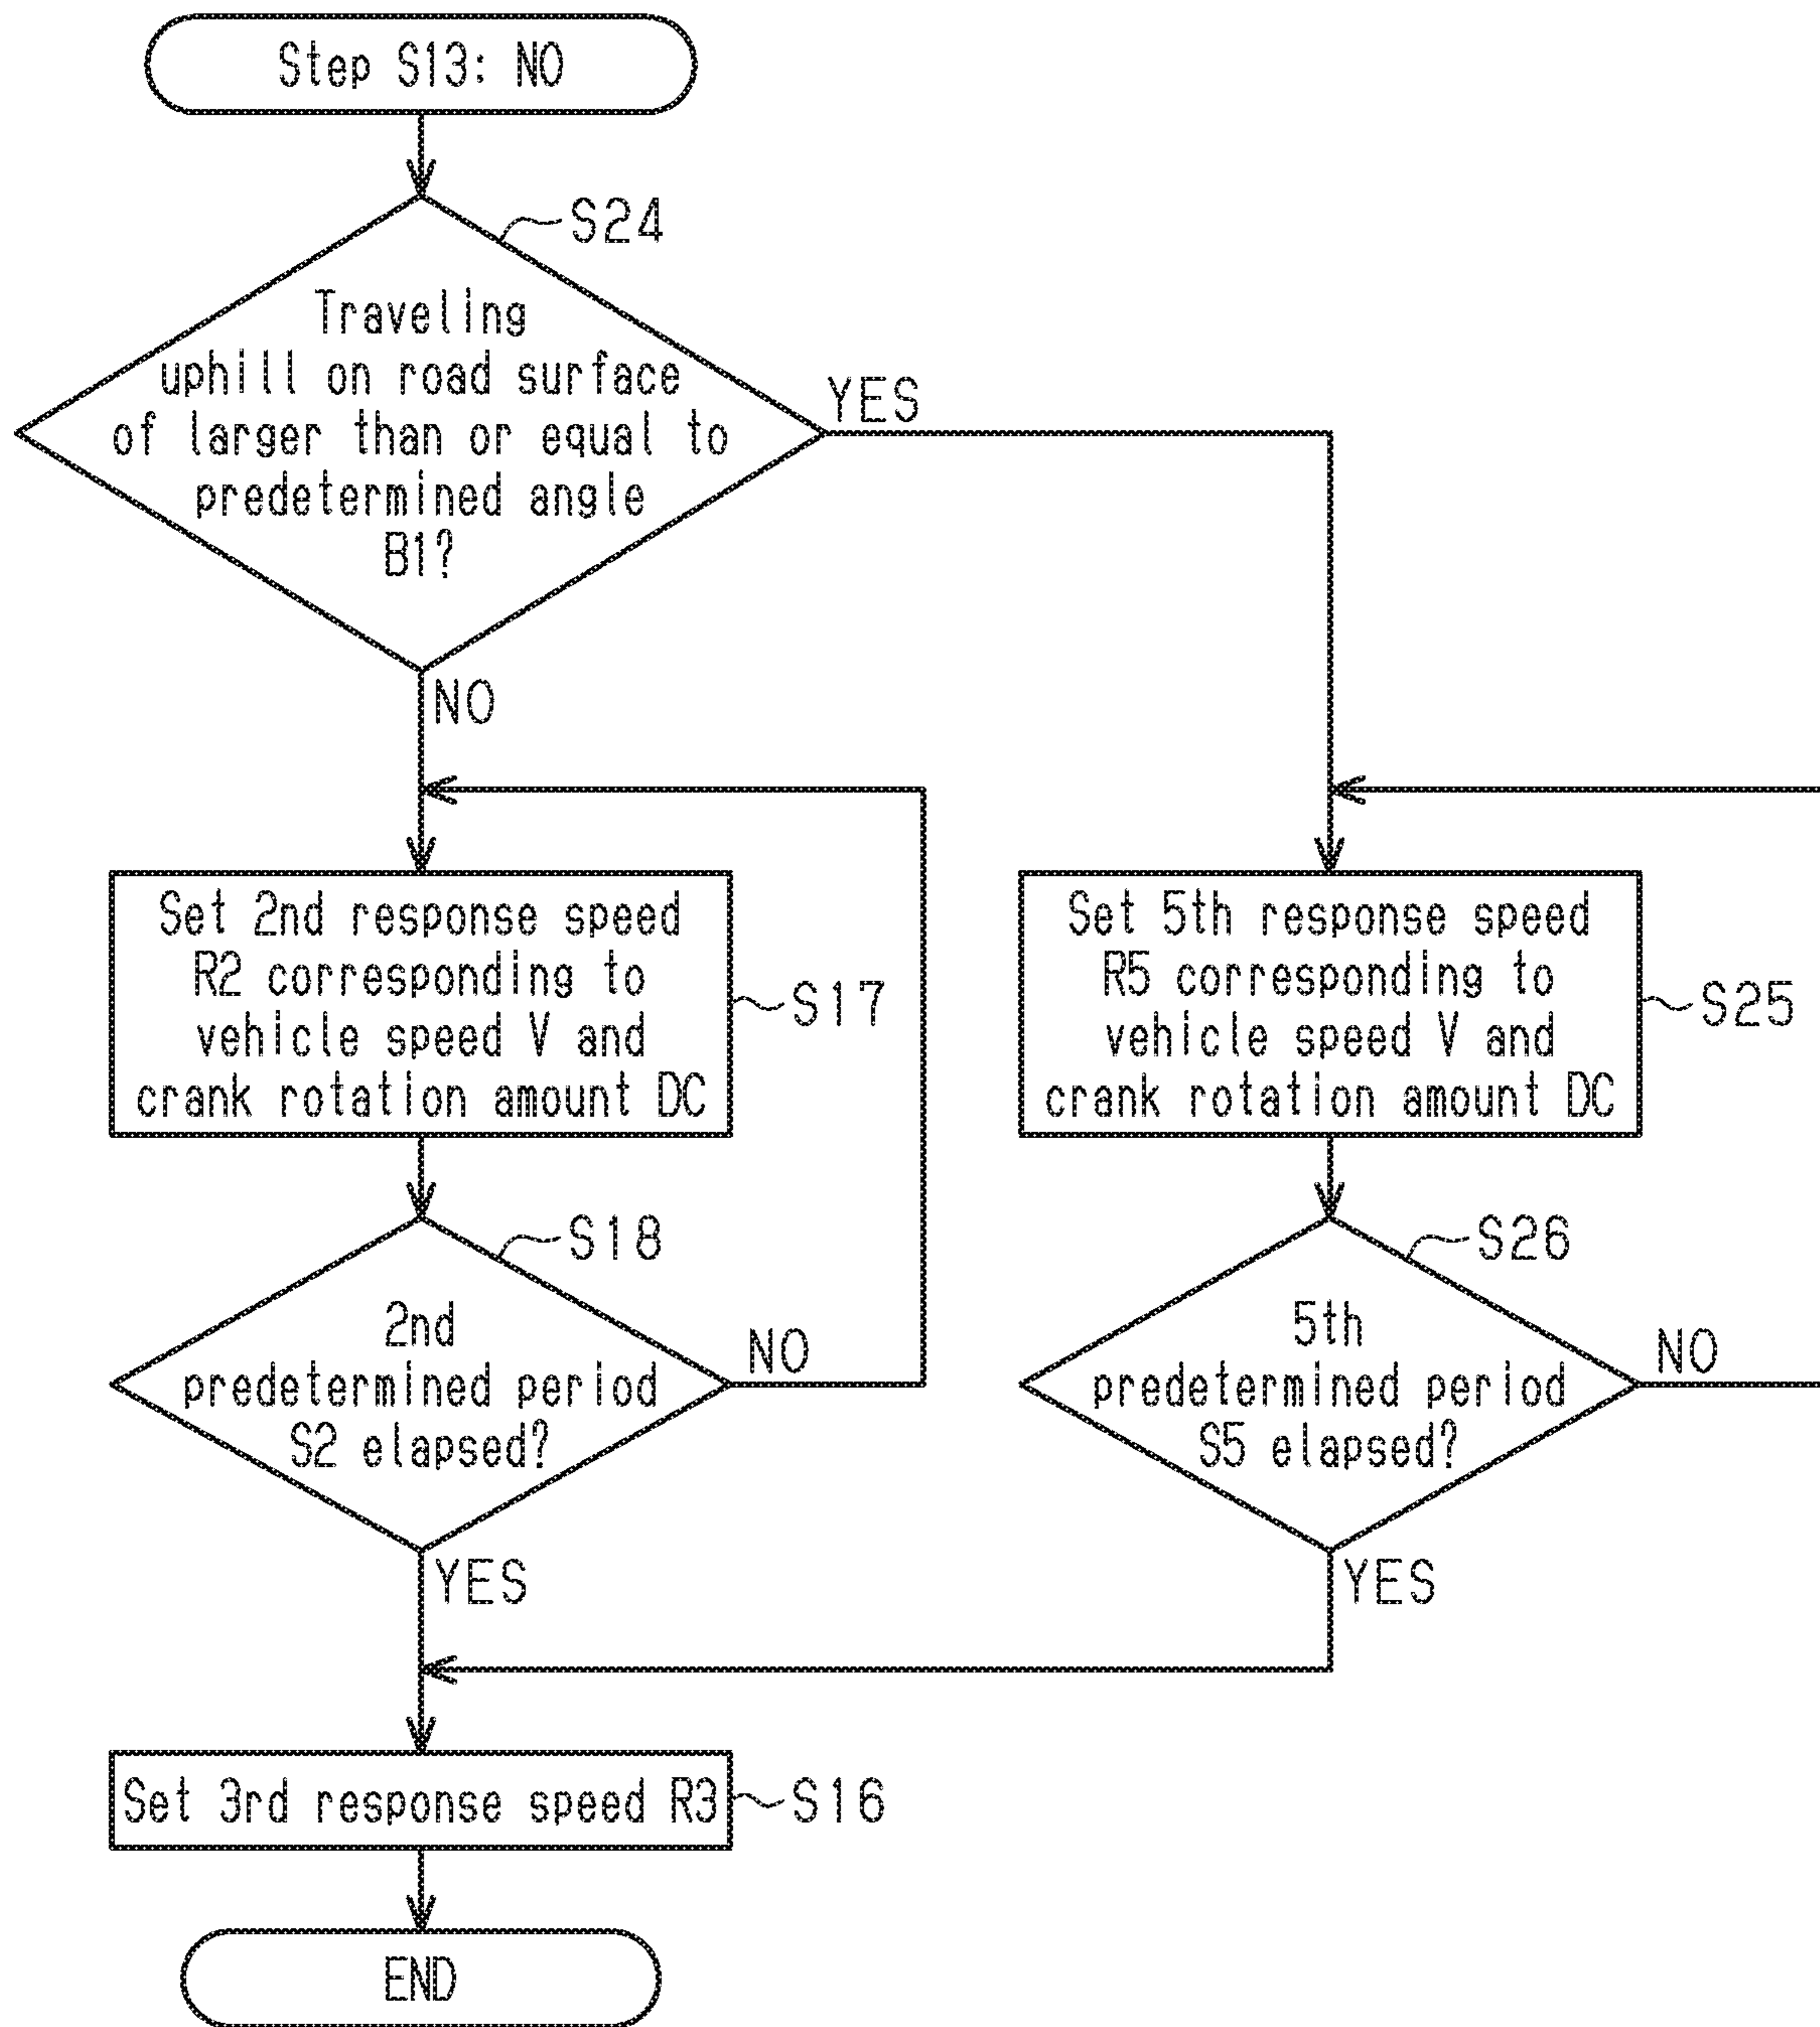 Step S13: NO
S24
Traveling
uphill on road surface
of larger than or equal to
predetermined angle
B1?
YES
NO
Set 2nd response speed
R2 corresponding to
vehicle speed V and
crank rotation amount DC
S17
Set 5th response speed
R5 corresponding to
vehicle speed V and
crank rotation amount DC
S25
S18
2nd
predetermined period
S2 elapsed?
NO
YES
S26
5th
predetermined period
S5 elapsed?
NO
YES
Set 3rd response speed R3
S16
END